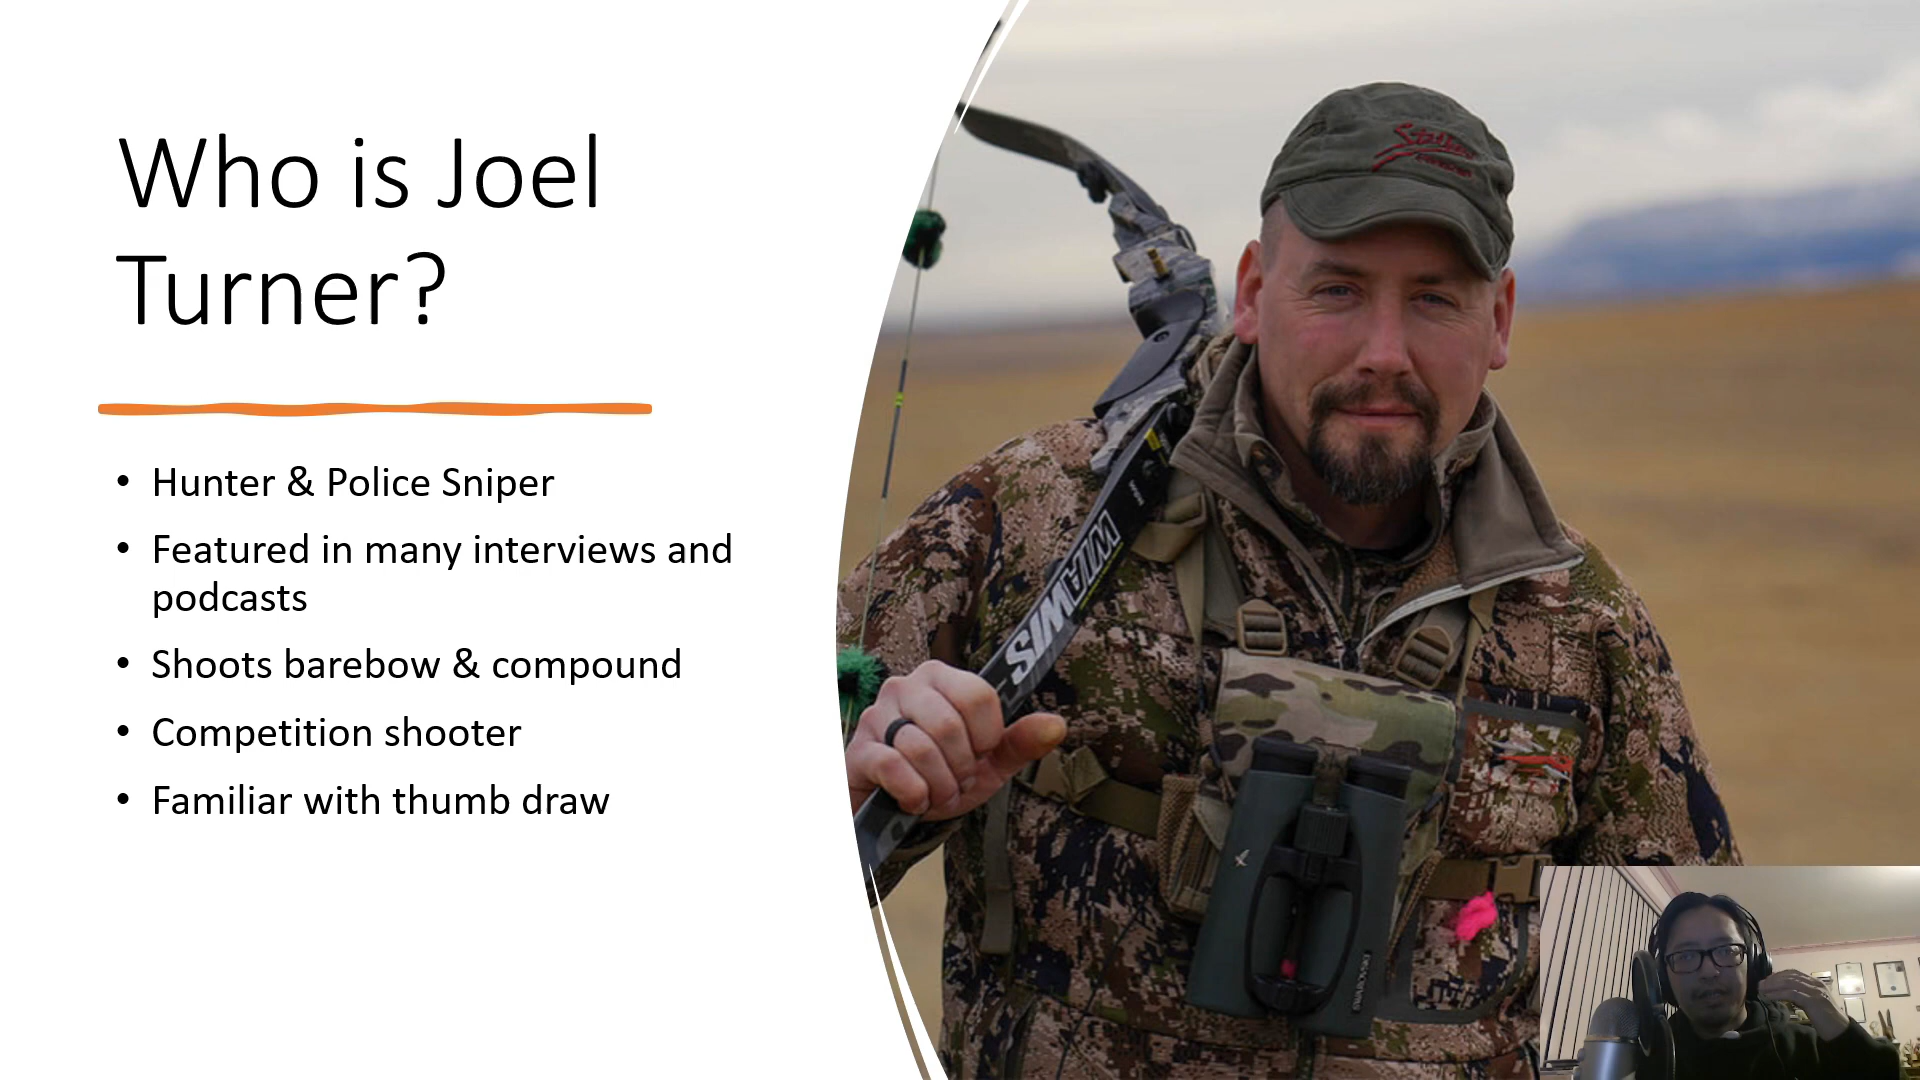 Who is Joel
Turner?
• Hunter & Police Sniper
• Featured in many interviews and
podcasts
• Shoots barebow & compound
• Competition shooter
• Familiar with thumb draw
SWAROVSKI